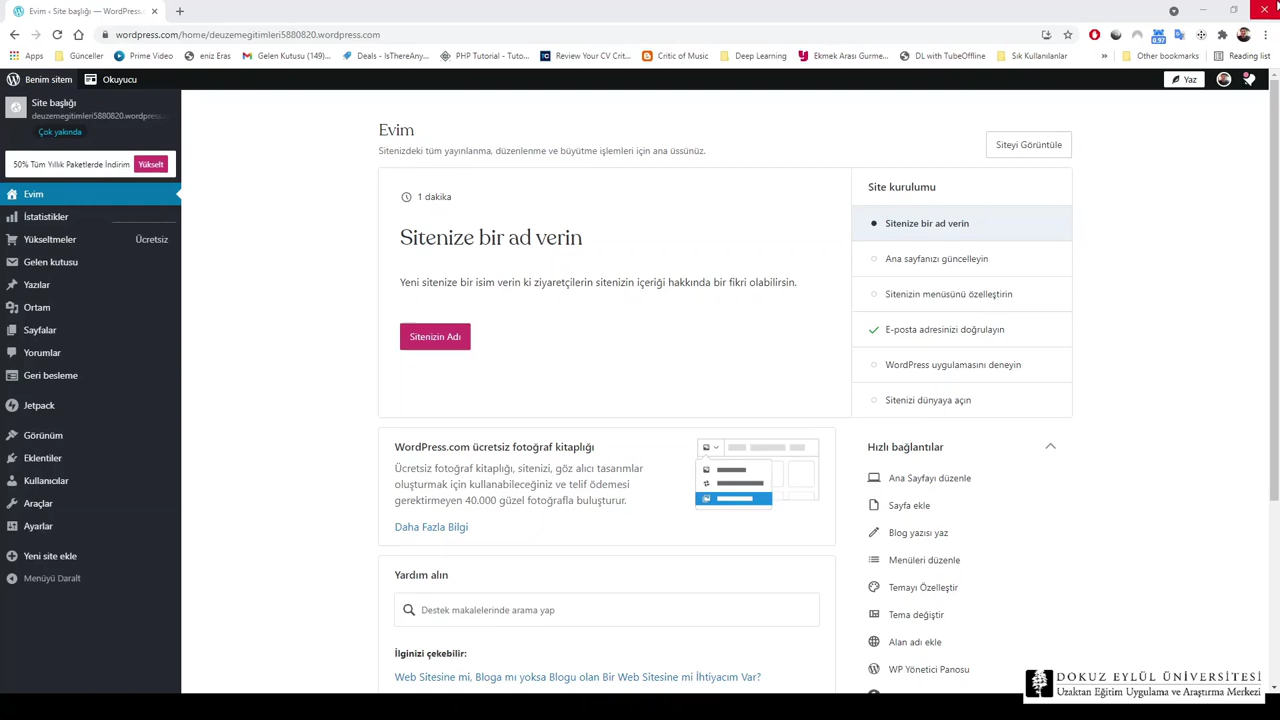 Evim ‹ Site başlığı — WordPress.c
wordpress.com/home/deuzemegitimleri5880820.wordpress.com
0.97
Apps
Günceller
Prime Video
eniz Eras
Gelen Kutusu (149)...
Deals - IsThereAny...
PHP Tutorial - Tuto...
Review Your CV Crit...
Critic of Music
Deep Learning
Ekmek Arası Gurme...
DL with TubeOffline
Sık Kullanılanlar
»
Other bookmarks
Reading list
Benim sitem
Okuyucu
Yaz
Site başlığı
deuzemegitimleri5880820.wordpress.
Çok yakında
50% Tüm Yıllık Paketlerde İndirim
Yükselt
Evim
İstatistikler
Yükseltmeler
Ücretsiz
Gelen kutusu
Yazılar
Ortam
Sayfalar
Yorumlar
Geri besleme
Jetpack
Görünüm
Eklentiler
Kullanıcılar
Araçlar
Ayarlar
Yeni site ekle
Menüyü Daralt
Evim
Sitenizdeki tüm yayınlanma, düzenlenme ve büyütme işlemleri için ana üssünüz.
Siteyi Görüntüle
1 dakika
Sitenize bir ad verin
Yeni sitenize bir isim verin ki ziyaretçilerin sitenizin içeriği hakkında bir fikri olabilirsin.
Sitenizin Adı
Site kurulumu
Sitenize bir ad verin
Ana sayfanızı güncelleyin
Sitenizin menüsünü özelleştirin
E-posta adresinizi doğrulayın
WordPress uygulamasını deneyin
Sitenizi dünyaya açın
WordPress.com ücretsiz fotoğraf kitaplığı
Ücretsiz fotoğraf kitaplığı, sitenizi, göz alıcı tasarımlar
oluşturmak için kullanabileceğiniz ve telif ödemesi
gerektirmeyen 40.000 güzel fotoğrafla buluşturur.
Daha Fazla Bilgi
Yardım alın
Destek makalelerinde arama yap
İlginizi çekebilir:
Web Sitesine mi, Bloga mı yoksa Blogu olan Bir Web Sitesine mi İhtiyacım Var?
Hızlı bağlantılar
Ana Sayfayı düzenle
Sayfa ekle
Blog yazısı yaz
Menüleri düzenle
Temayı Özelleştir
Tema değiştir
Alan adı ekle
WP Yönetici Panosu
DOKUZ EYLÜL ÜNİVERSİTESİ
Uzaktan Eğitim Uygulama ve Araştırma Merkezi